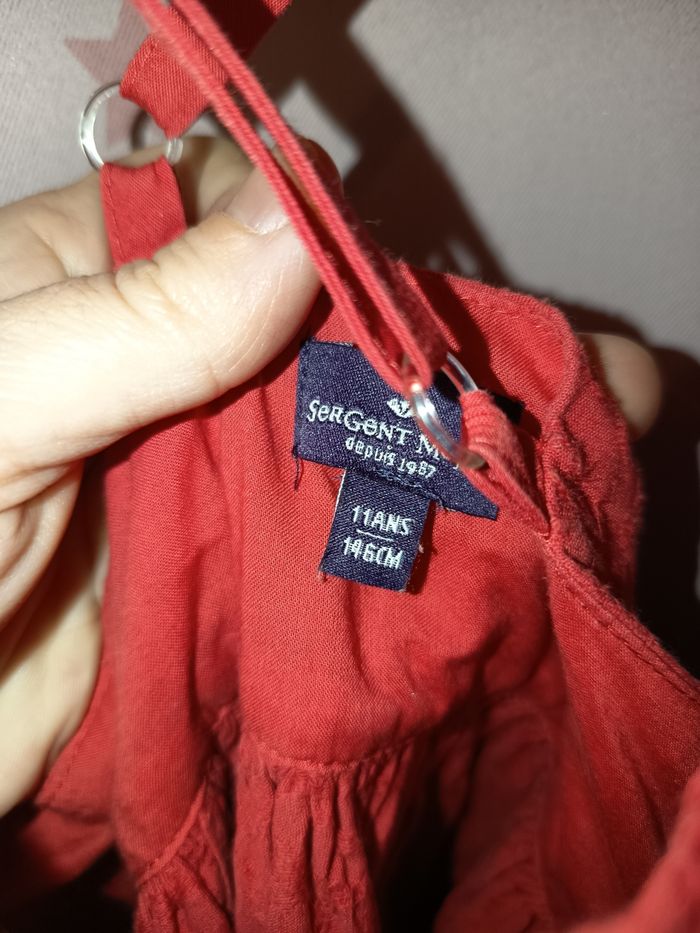 SERGENT M
depuis 1987
11ANS
146CM